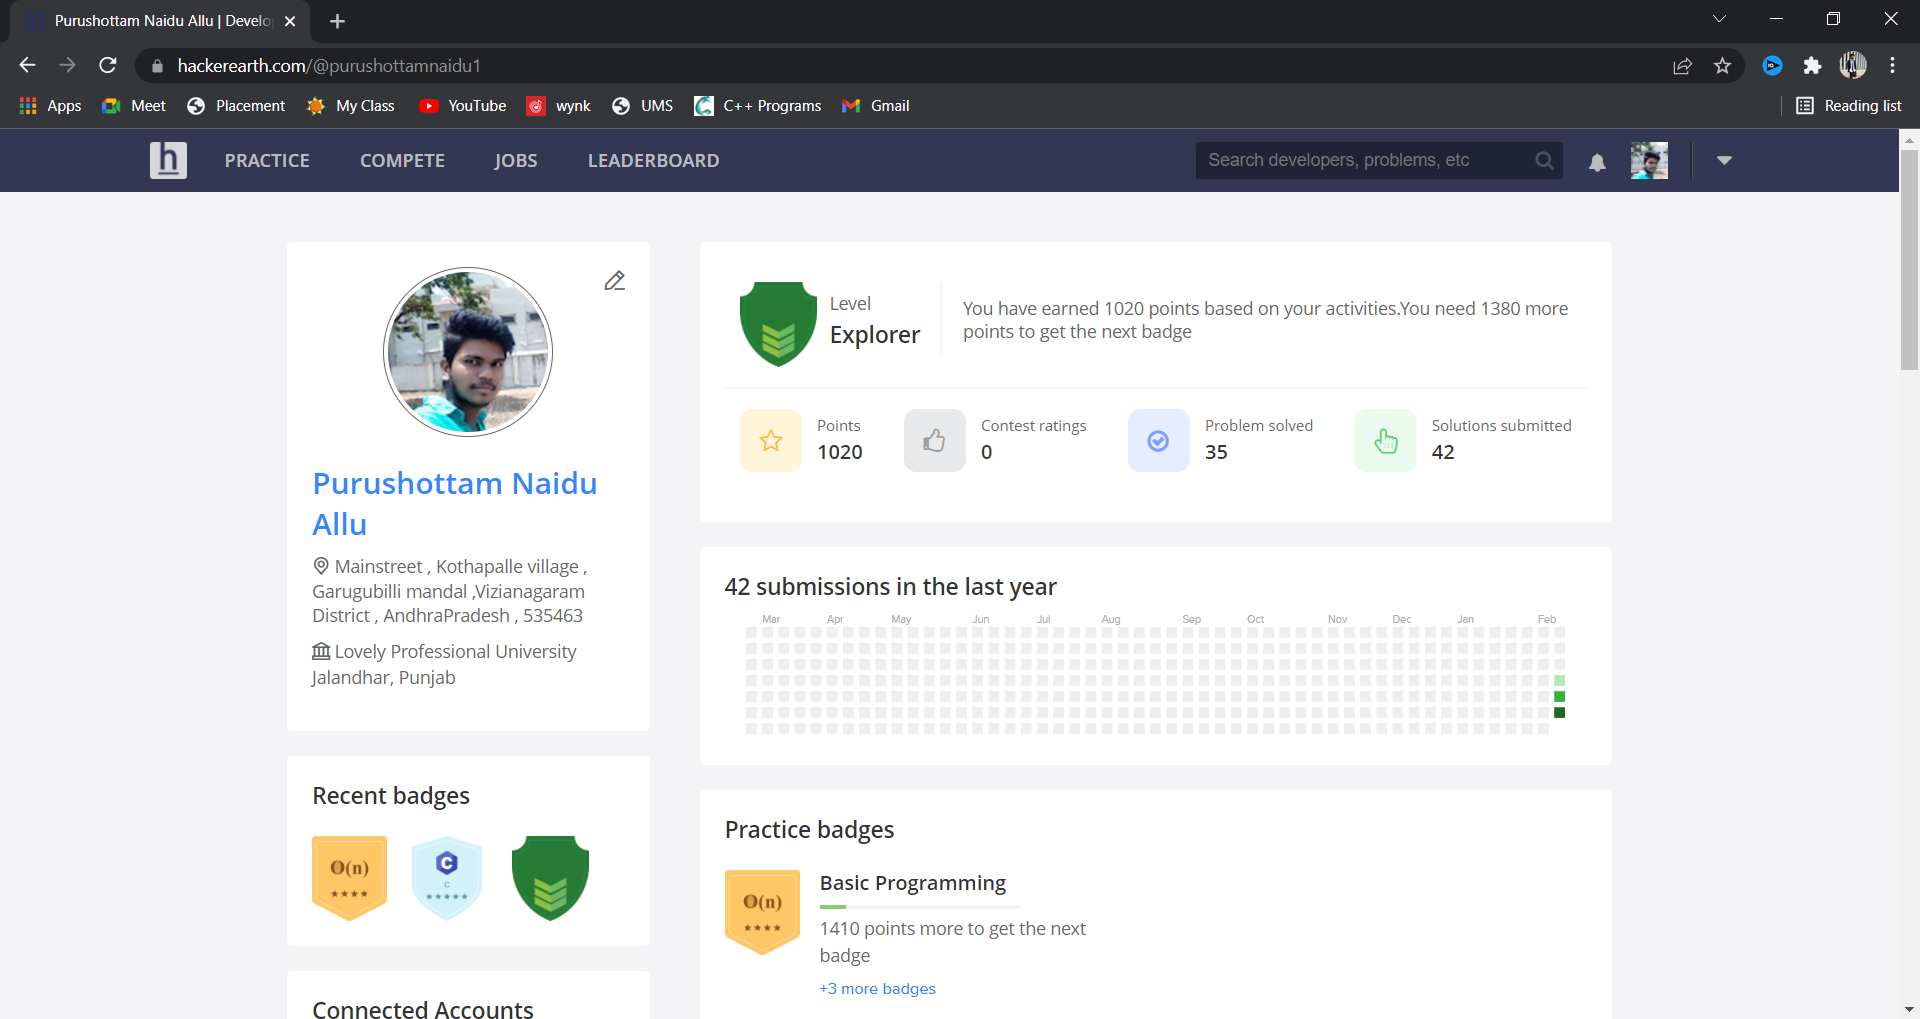 Purushottam Naidu Allu | Develo
hackerearth.com/@purushottamnaidu1
Apps Meet Placement My Class YouTube wynk UMS C++ Programs Gmail Reading list
h PRACTICE COMPETE JOBS LEADERBOARD Search developers, problems, etc
Level
Explorer
You have earned 1020 points based on your activities.You need 1380 more
points to get the next badge
Points
1020
Contest ratings
0
Problem solved
35
Solutions submitted
42
Purushottam Naidu
Allu
Mainstreet , Kothapalle village ,
Garugubilli mandal ,Vizianagaram
District , AndhraPradesh , 535463
Lovely Professional University
Jalandhar, Punjab
42 submissions in the last year
Mar Apr May Jun Jul Aug Sep Oct Nov Dec Jan Feb
Recent badges
O(n)
C
C
Practice badges
O(n)
Basic Programming
1410 points more to get the next
badge
+3 more badges
Connected Accounts